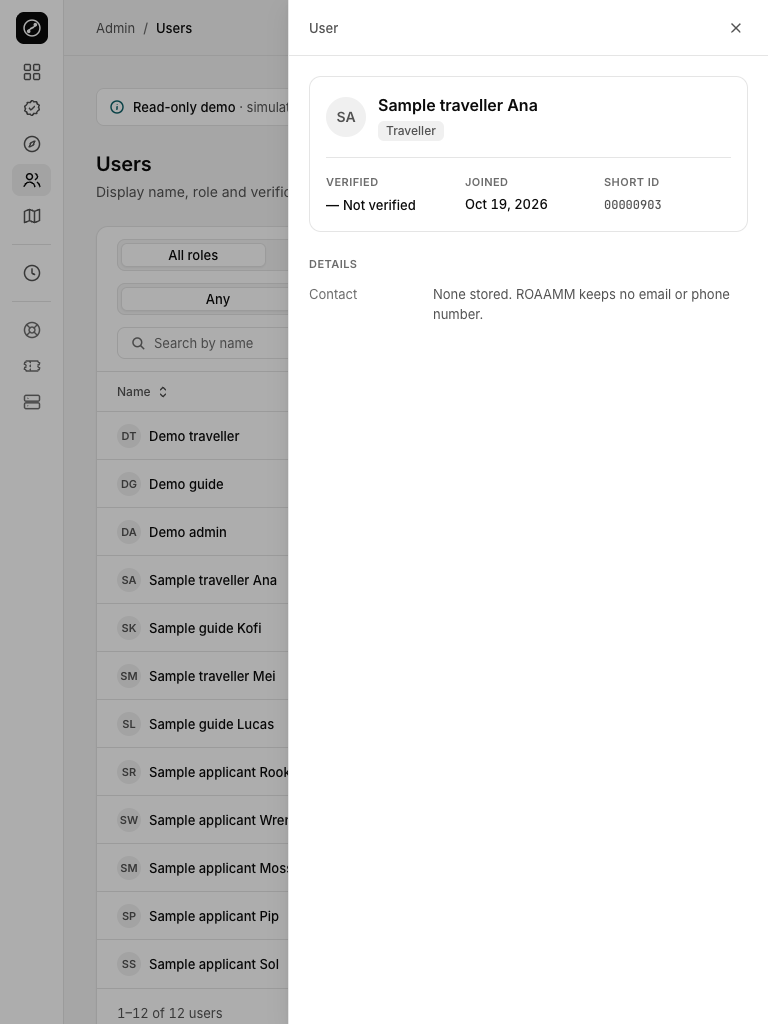 Admin / Users
Read-only demo · simulat
Users
Display name, role and verific
All roles
Any
Search by name
Name
DT Demo traveller
DG Demo guide
DA Demo admin
SA Sample traveller Ana
SK Sample guide Kofi
SM Sample traveller Mei
SL Sample guide Lucas
SR Sample applicant Rook
SW Sample applicant Wren
SM Sample applicant Moss
SP Sample applicant Pip
SS Sample applicant Sol
1–12 of 12 users
User
SA
Sample traveller Ana
Traveller
VERIFIED JOINED SHORT ID
— Not verified Oct 19, 2026 00000903
DETAILS
Contact None stored. ROAAMM keeps no email or phone
number.